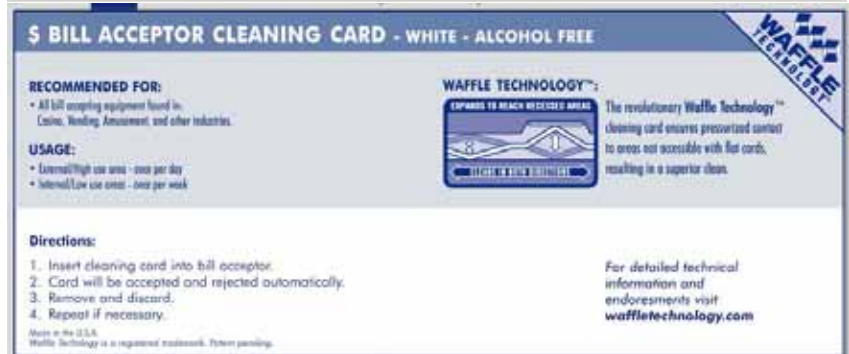 $ BILL ACCEPTOR CLEANING CARD - WHITE - ALCOHOL FREE
WAFFLE
TECHNOLOGY
RECOMMENDED FOR:
• All bill accepting equipment found in:
Casino, Vending, Amusement, and other industries.
USAGE:
• External/High use area - once per day
• Internal/Low use areas - once per week
WAFFLE TECHNOLOGY™:
EXPANDS TO REACH RECESSED AREAS
CLEANS IN BOTH DIRECTIONS
The revolutionary Waffle Technology™
cleaning card ensures pressurized contact
to areas not accessible with flat cards,
resulting in a superior clean.
Directions:
1. Insert cleaning card into bill acceptor.
2. Card will be accepted and rejected automatically.
3. Remove and discard.
4. Repeat if necessary.
Made in the U.S.A.
Waffle Technology is a registered trademark. Patent pending.
For detailed technical
information and
endoresments visit
waffletechnology.com